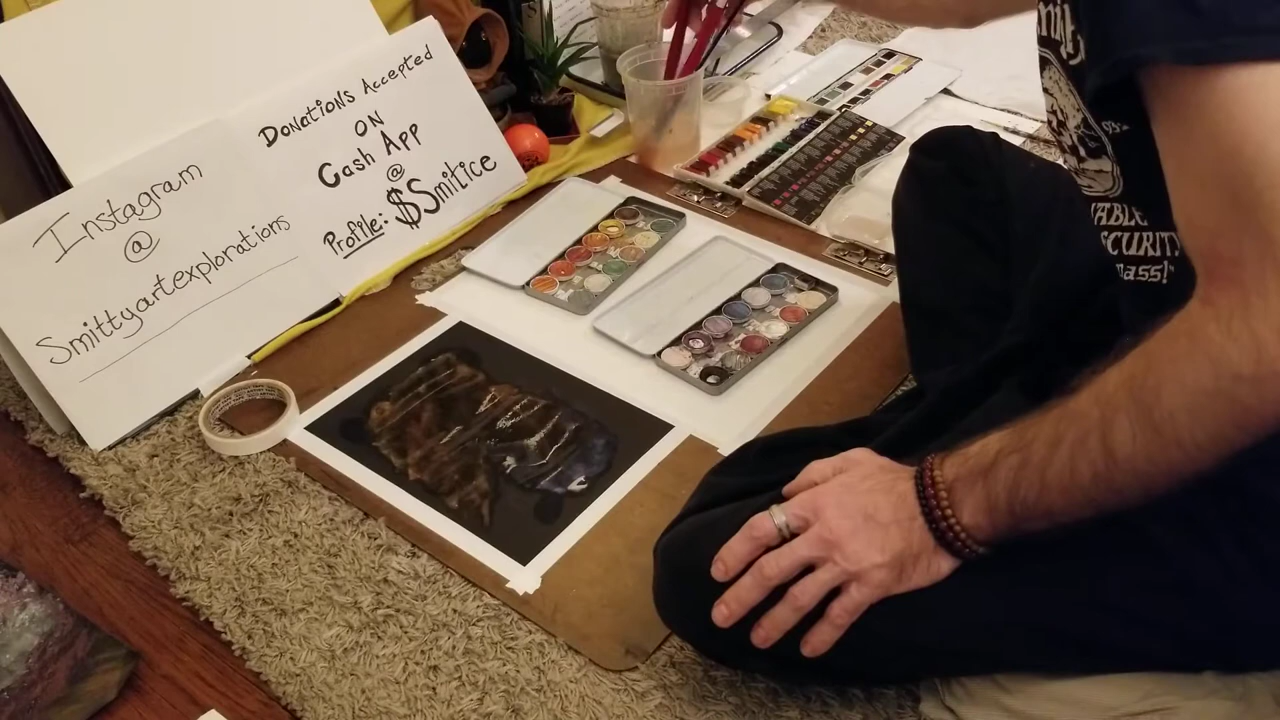 Instagram
@
Smittyartexplorations
Donations Accepted
ON
Cash App
@
Profile: $Smitice